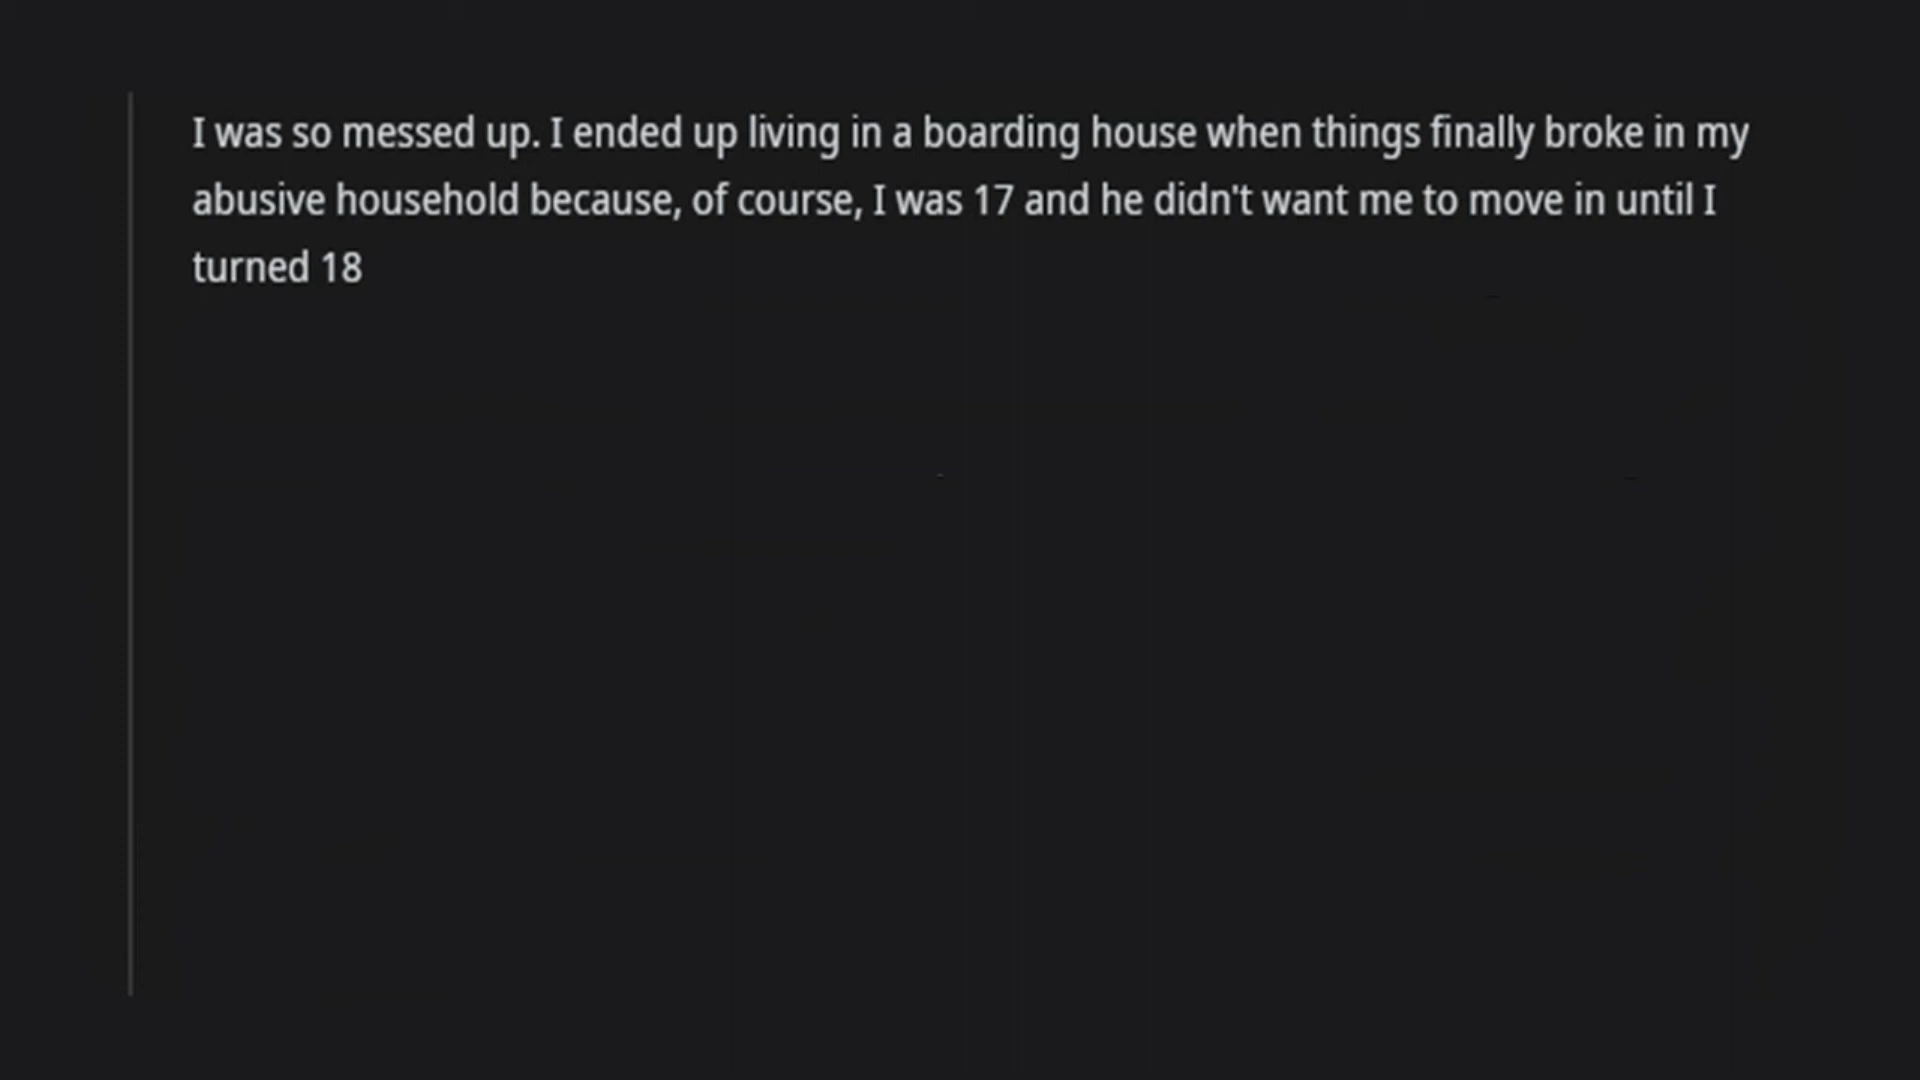 I was so messed up. I ended up living in a boarding house when things finally broke in my
abusive household because, of course, I was 17 and he didn't want me to move in until I
turned 18